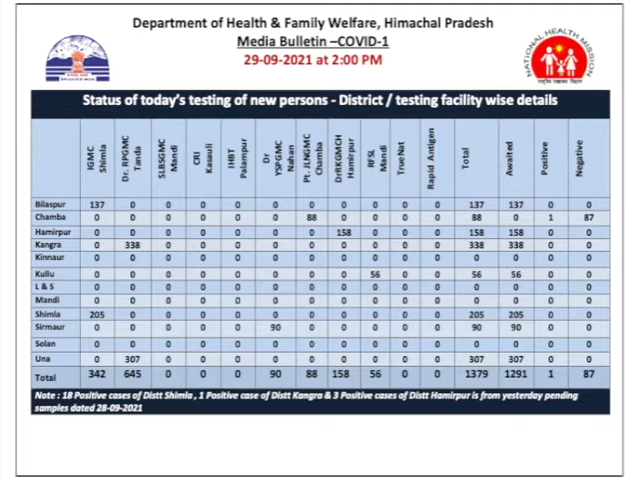 Department of Health & Family Welfare, Himachal Pradesh
Media Bulletin –COVID-1
29-09-2021 at 2:00 PM
NATIONAL HEALTH MISSION
Status of today's testing of new persons - District / testing facility wise details
IGMC Shimla Dr. RPGMC Tanda SLBSGMC Mandi CRI Kasauli IHBT Palampur Dr YSPGMC Nahan Pt. JLNGMC Chamba DrRKGMCH Hamirpur RFSL Mandi TrueNat Rapid Antigen Total Awaited Positive Negative
Bilaspur 137 0 0 0 0 0 0 0 0 0 0 137 137 0 0
Chamba 0 0 0 0 0 0 88 0 0 0 0 88 0 1 87
Hamirpur 0 0 0 0 0 0 0 158 0 0 0 158 158 0 0
Kangra 0 338 0 0 0 0 0 0 0 0 0 338 338 0 0
Kinnaur 0 0 0 0 0 0 0 0 0 0 0 0 0 0 0
Kullu 0 0 0 0 0 0 0 0 56 0 0 56 56 0 0
L & S 0 0 0 0 0 0 0 0 0 0 0 0 0 0 0
Mandi 0 0 0 0 0 0 0 0 0 0 0 0 0 0 0
Shimla 205 0 0 0 0 0 0 0 0 0 0 205 205 0 0
Sirmaur 0 0 0 0 0 90 0 0 0 0 0 90 90 0 0
Solan 0 0 0 0 0 0 0 0 0 0 0 0 0 0 0
Una 0 307 0 0 0 0 0 0 0 0 0 307 307 0 0
Total 342 645 0 0 0 90 88 158 56 0 0 1379 1291 1 87
Note : 18 Positive cases of Distt Shimla , 1 Positive case of Distt Kangra & 3 Positive cases of Distt Hamirpur is from yesterday pending
samples dated 28-09-2021